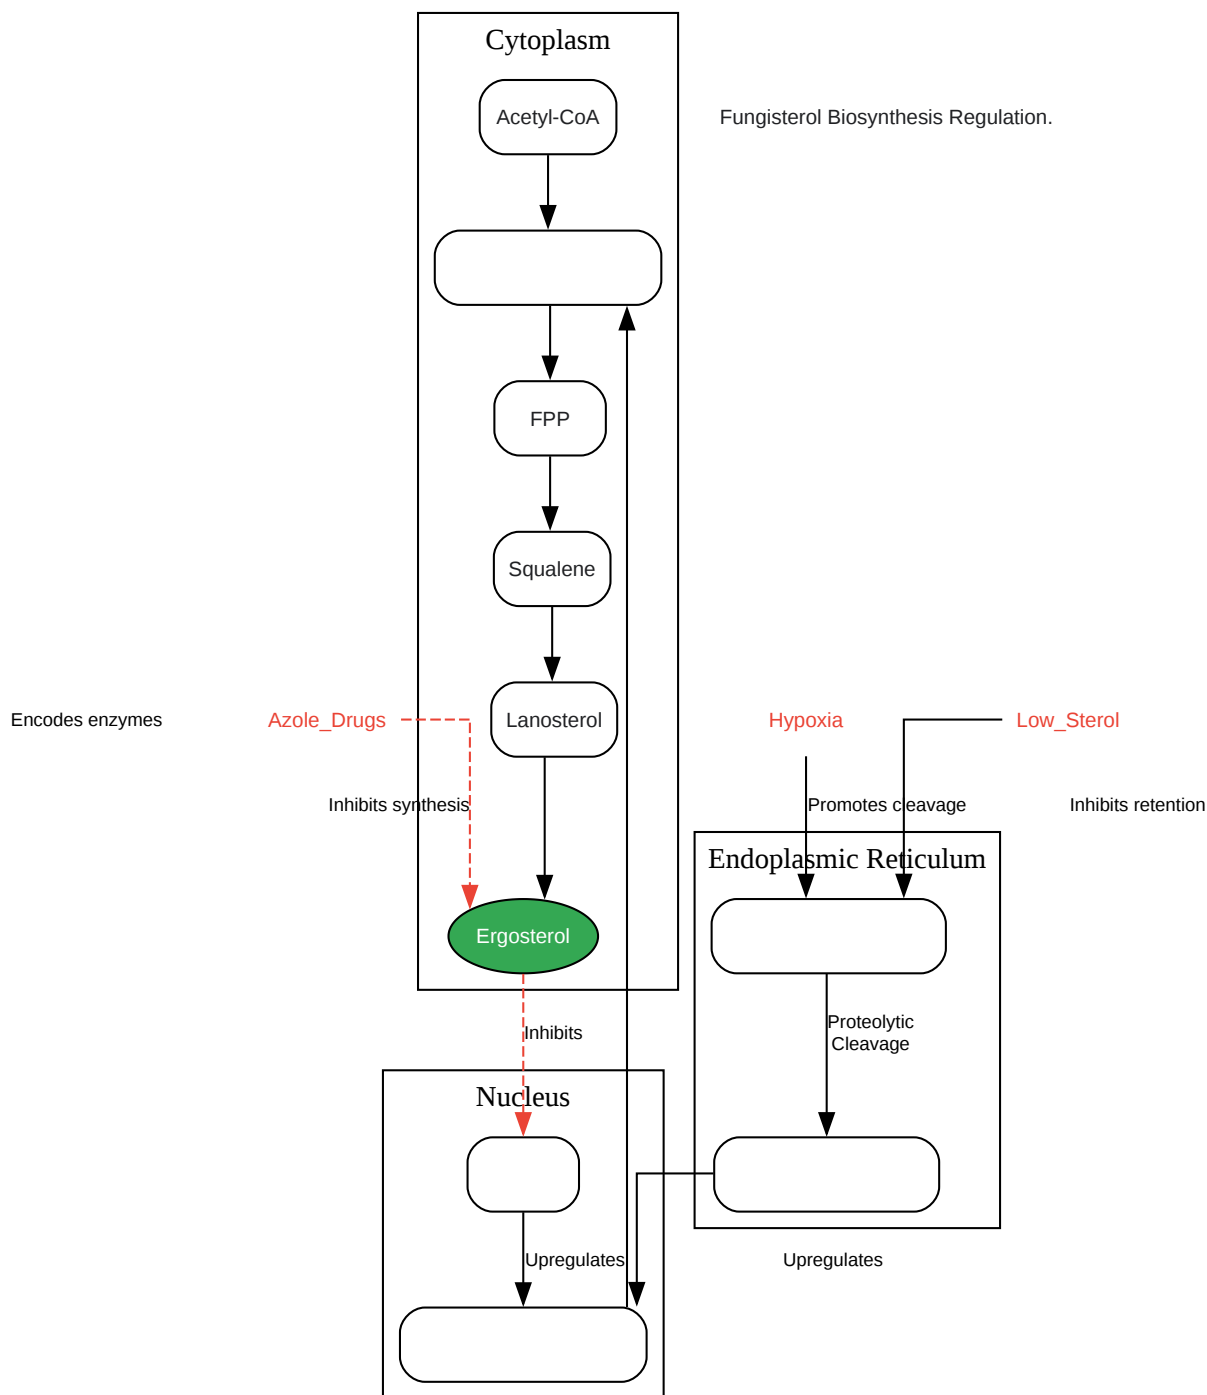 Cytoplasm
Acetyl-CoA
Fungisterol Biosynthesis Regulation.
FPP
Squalene
Encodes enzymes
Azole_Drugs
Lanosterol
Hypoxia
Low_Sterol
Inhibits synthesis
Promotes cleavage
Inhibits retention
Endoplasmic Reticulum
Ergosterol
Inhibits
Proteolytic
Cleavage
Nucleus
Upregulates
Upregulates